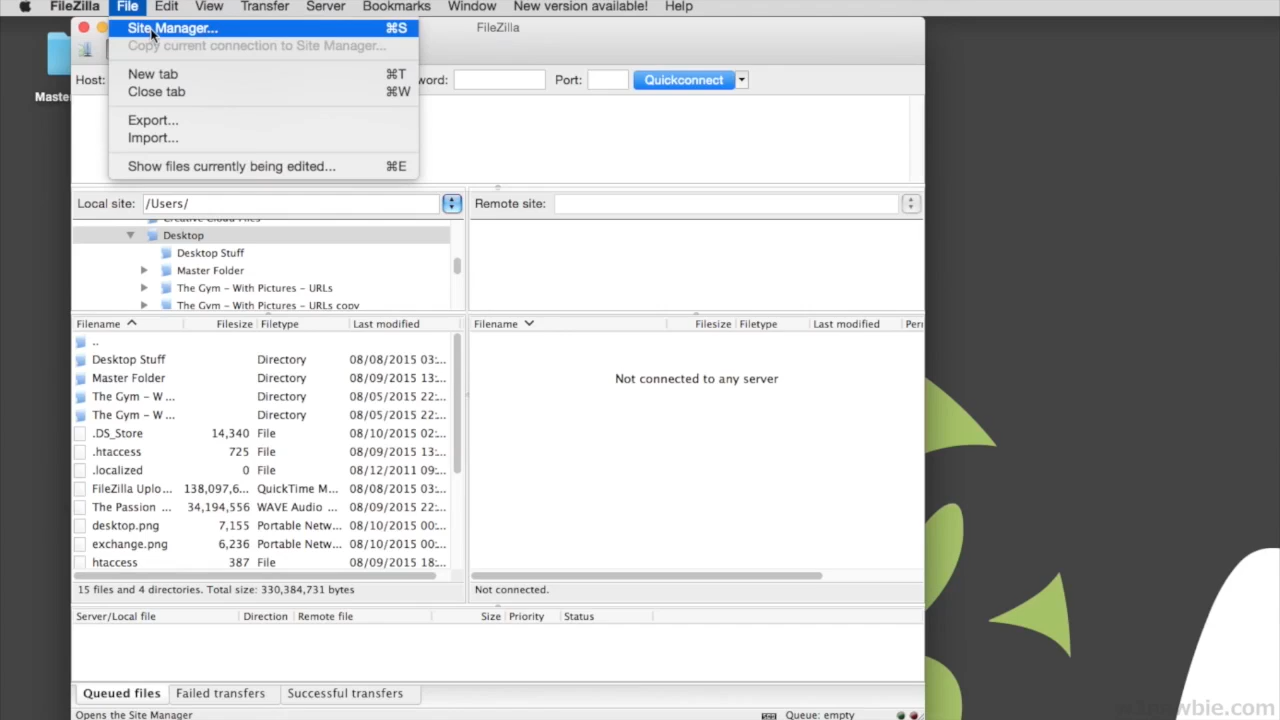 FileZilla File Edit View Transfer Server Bookmarks Window New version available! Help
Site Manager... ⌘S
FileZilla
Copy current connection to Site Manager...
New tab ⌘T
Host: word: Port: Quickconnect
Close tab ⌘W
Master
Export...
Import...
Show files currently being edited... ⌘E
Local site: /Users/
Remote site:
Creative Cloud Files
Desktop
Desktop Stuff
Master Folder
The Gym – With Pictures – URLs
The Gym – With Pictures – URLs copy
Filename Filesize Filetype Last modified
Filename Filesize Filetype Last modified Peri
..
Desktop Stuff Directory 08/08/2015 03:...
Master Folder Directory 08/09/2015 13:...
Not connected to any server
The Gym – W ... Directory 08/05/2015 22:...
The Gym – W ... Directory 08/05/2015 22:...
.DS_Store 14,340 File 08/10/2015 02:...
.htaccess 725 File 08/09/2015 13:...
.localized 0 File 08/12/2011 09:...
FileZilla Uplo... 138,097,6... QuickTime M... 08/08/2015 03:...
The Passion ... 34,194,556 WAVE Audio ... 08/09/2015 22:...
desktop.png 7,155 Portable Netw... 08/10/2015 00:...
exchange.png 6,236 Portable Netw... 08/10/2015 00:...
htaccess 387 File 08/09/2015 18:...
15 files and 4 directories. Total size: 330,384,731 bytes
Not connected.
Server/Local file Direction Remote file Size Priority Status
Queued files Failed transfers Successful transfers
Opens the Site Manager
Queue: empty